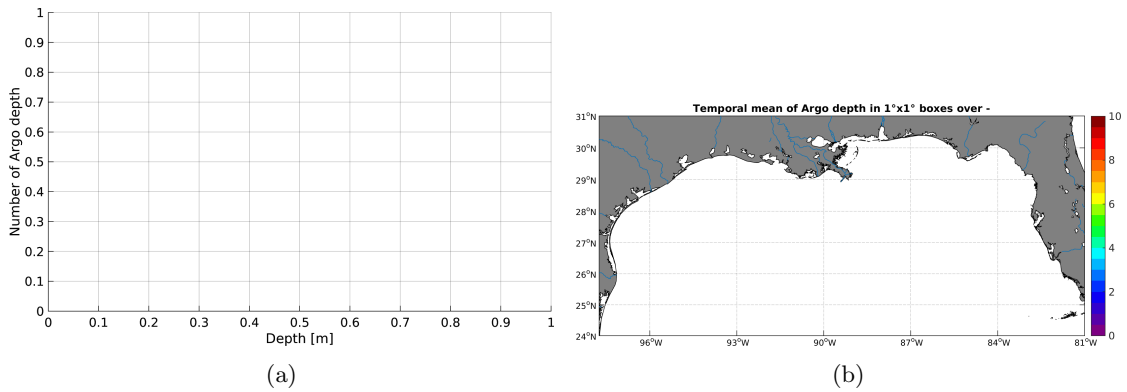 1
0.9
0.8
0.7
0.6
0.5
0.4
0.3
0.2
0.1
0
Number of Argo depth
0 0.1 0.2 0.3 0.4 0.5 0.6 0.7 0.8 0.9 1
Depth [m]
(a)
Temporal mean of Argo depth in 1°x1° boxes over -
31°N
30°N
29°N
28°N
27°N
26°N
25°N
24°N
96°W 93°W 90°W 87°W 84°W 81°W
10
8
6
4
2
0
(b)